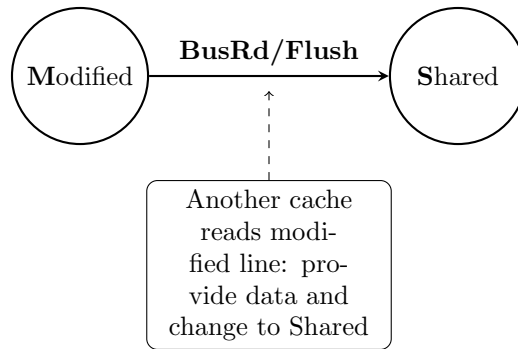 BusRd/Flush
Modified
Shared
Another cache
reads modi-
fied line: pro-
vide data and
change to Shared